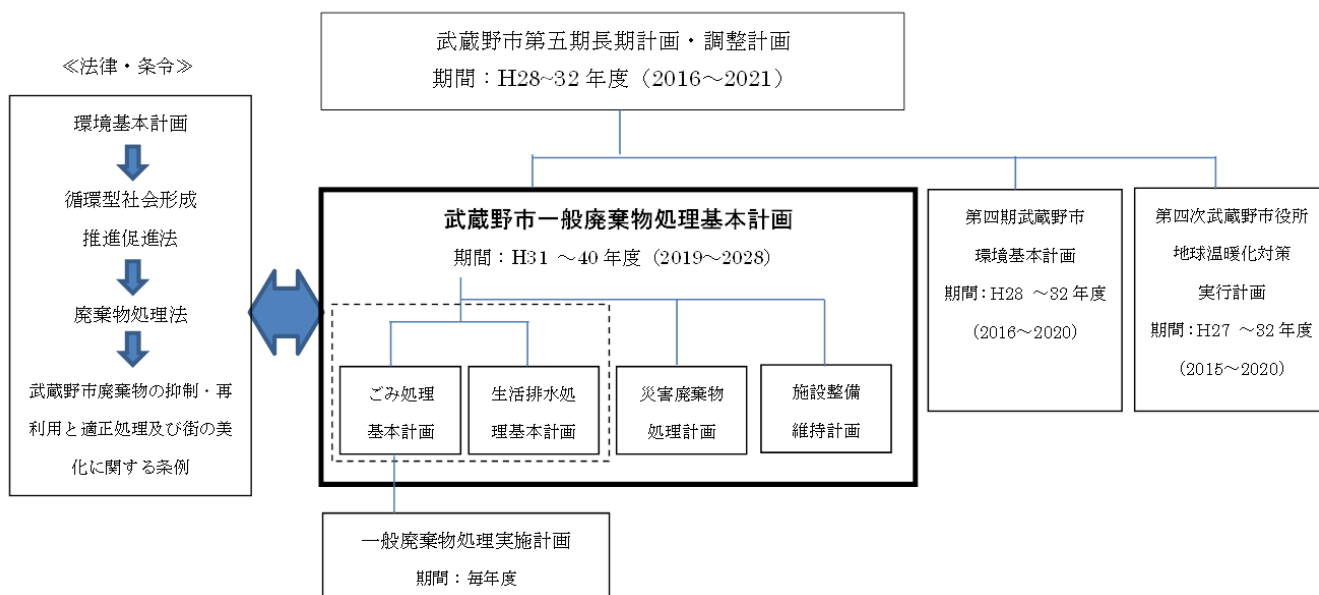 武蔵野市第五期長期計画・調整計画
期間：H28~32 年度（2016～2021）
≪法律・条令≫
環境基本計画
循環型社会形成
推進促進法
廃棄物処理法
武蔵野市廃棄物の抑制・再
利用と適正処理及び街の美
化に関する条例
武蔵野市一般廃棄物処理基本計画
期間：H31 ～40 年度（2019～2028）
ごみ処理
基本計画
生活排水処
理基本計画
災害廃棄物
処理計画
施設整備
維持計画
一般廃棄物処理実施計画
期間：毎年度
第四期武蔵野市
環境基本計画
期間：H28 ～32 年度
（2016～2020）
第四次武蔵野市役所
地球温暖化対策
実行計画
期間：H27 ～32 年度
（2015～2020）